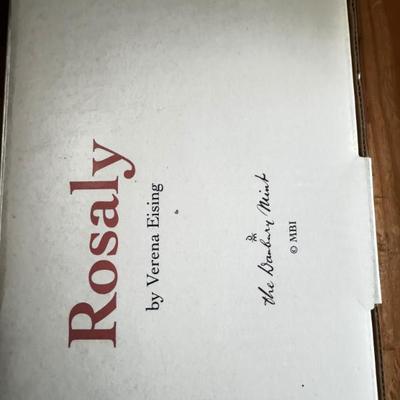 Rosaly
by Verena Eising
the Danbury Mint
© MBI